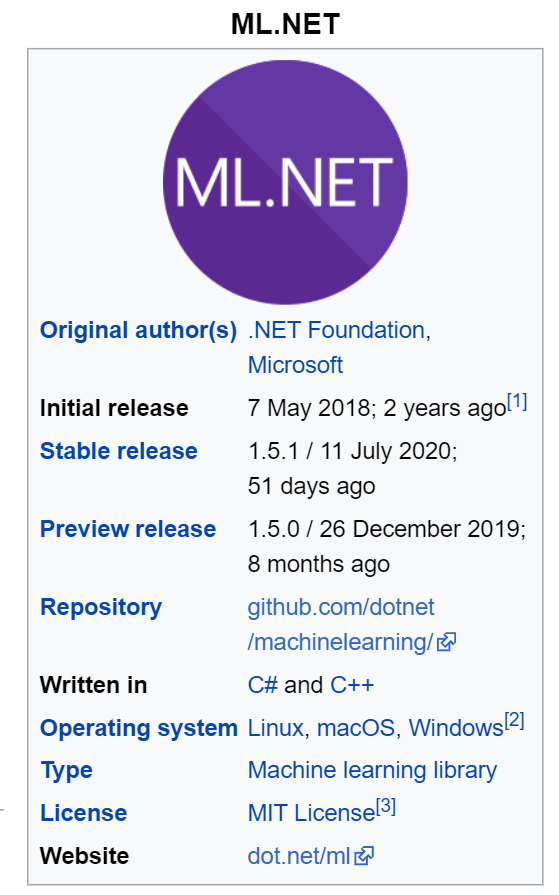 ML.NET
ML.NET
Original author(s) .NET Foundation,
Microsoft
Initial release 7 May 2018; 2 years ago[1]
Stable release 1.5.1 / 11 July 2020;
51 days ago
Preview release 1.5.0 / 26 December 2019;
8 months ago
Repository github.com/dotnet
/machinelearning/
Written in C# and C++
Operating system Linux, macOS, Windows[2]
Type Machine learning library
License MIT License[3]
Website dot.net/ml